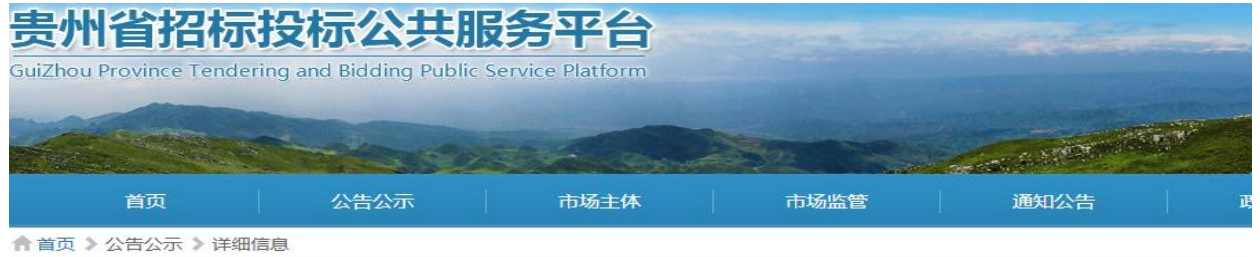 贵州省招标投标公共服务平台
GuiZhou Province Tendering and Bidding Public Service Platform
首页 公告公示 市场主体 市场监管 通知公告
首页 > 公告公示 > 详细信息